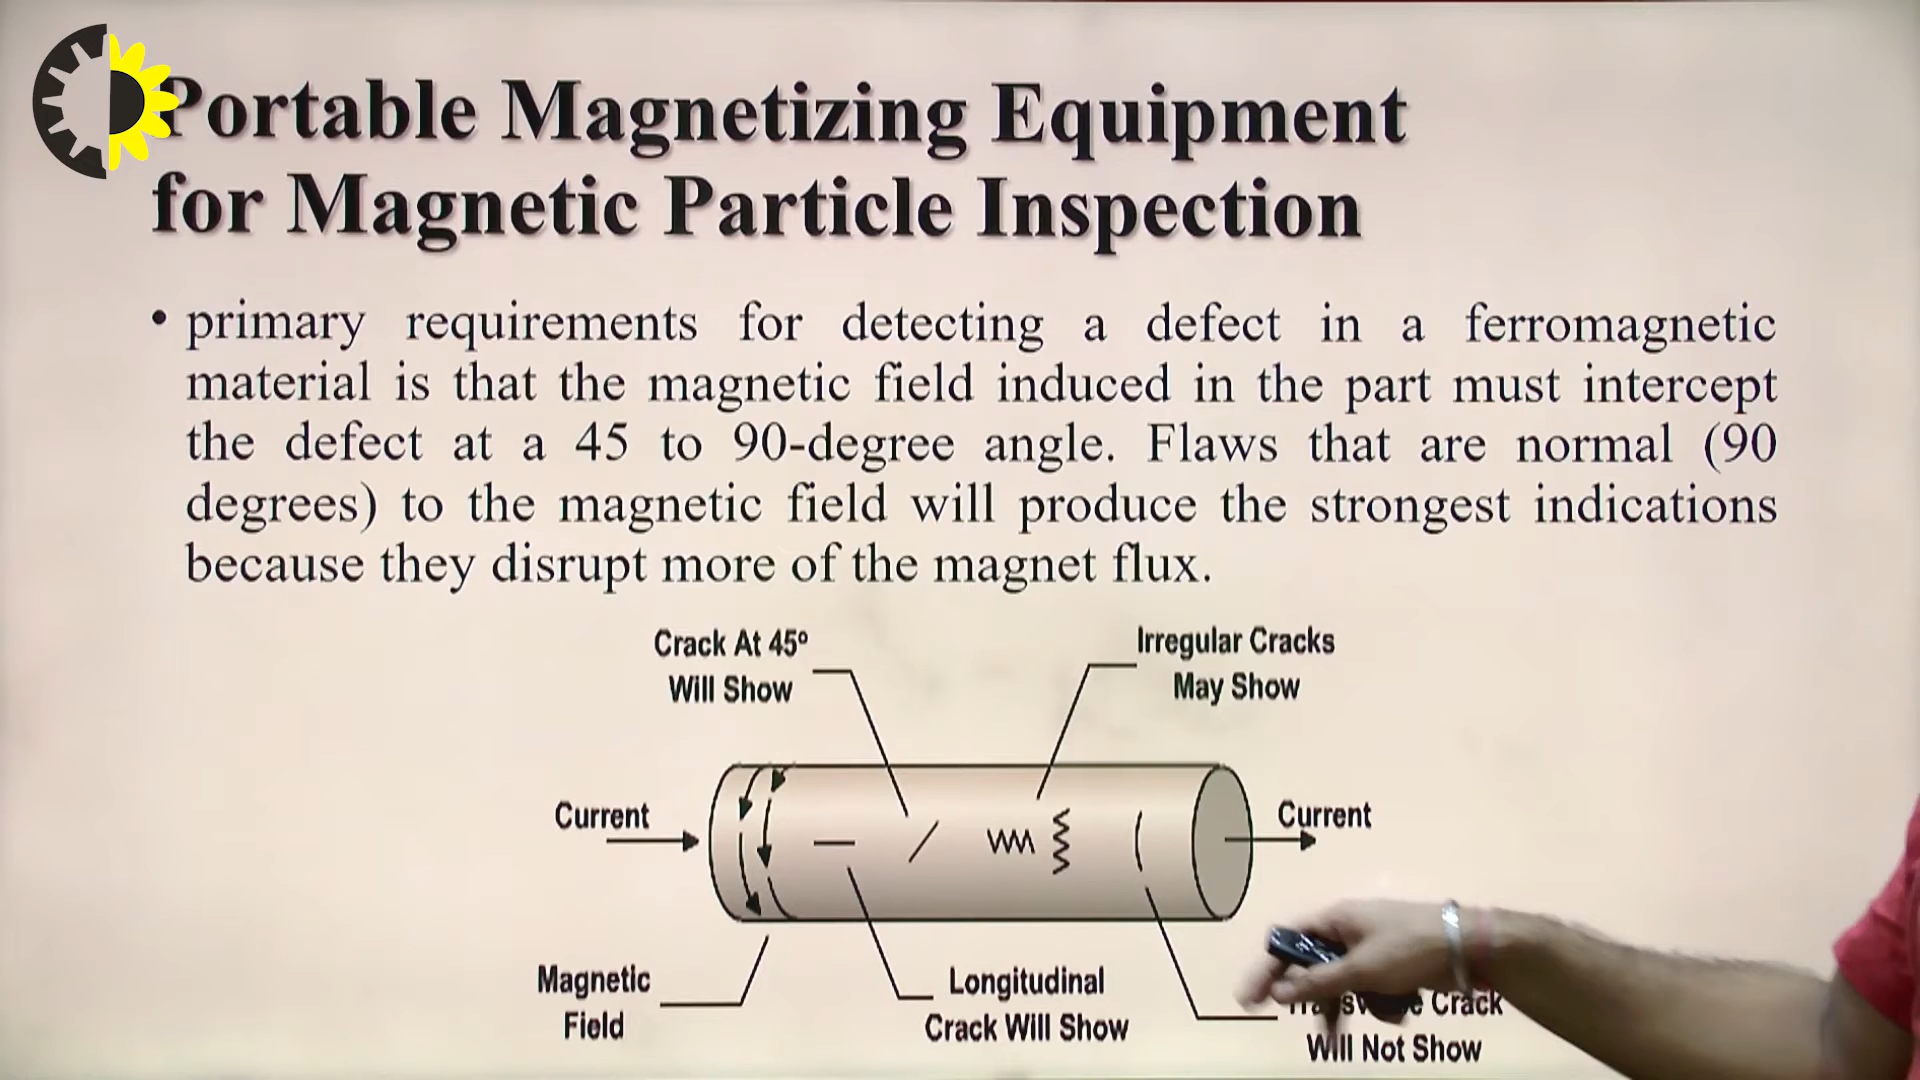 Portable Magnetizing Equipment
for Magnetic Particle Inspection
• primary requirements for detecting a defect in a ferromagnetic
material is that the magnetic field induced in the part must intercept
the defect at a 45 to 90-degree angle. Flaws that are normal (90
degrees) to the magnetic field will produce the strongest indications
because they disrupt more of the magnet flux.
Crack At 45º
Will Show
Irregular Cracks
May Show
Current
Current
Magnetic
Field
Longitudinal
Crack Will Show
Crack
Will Not Show